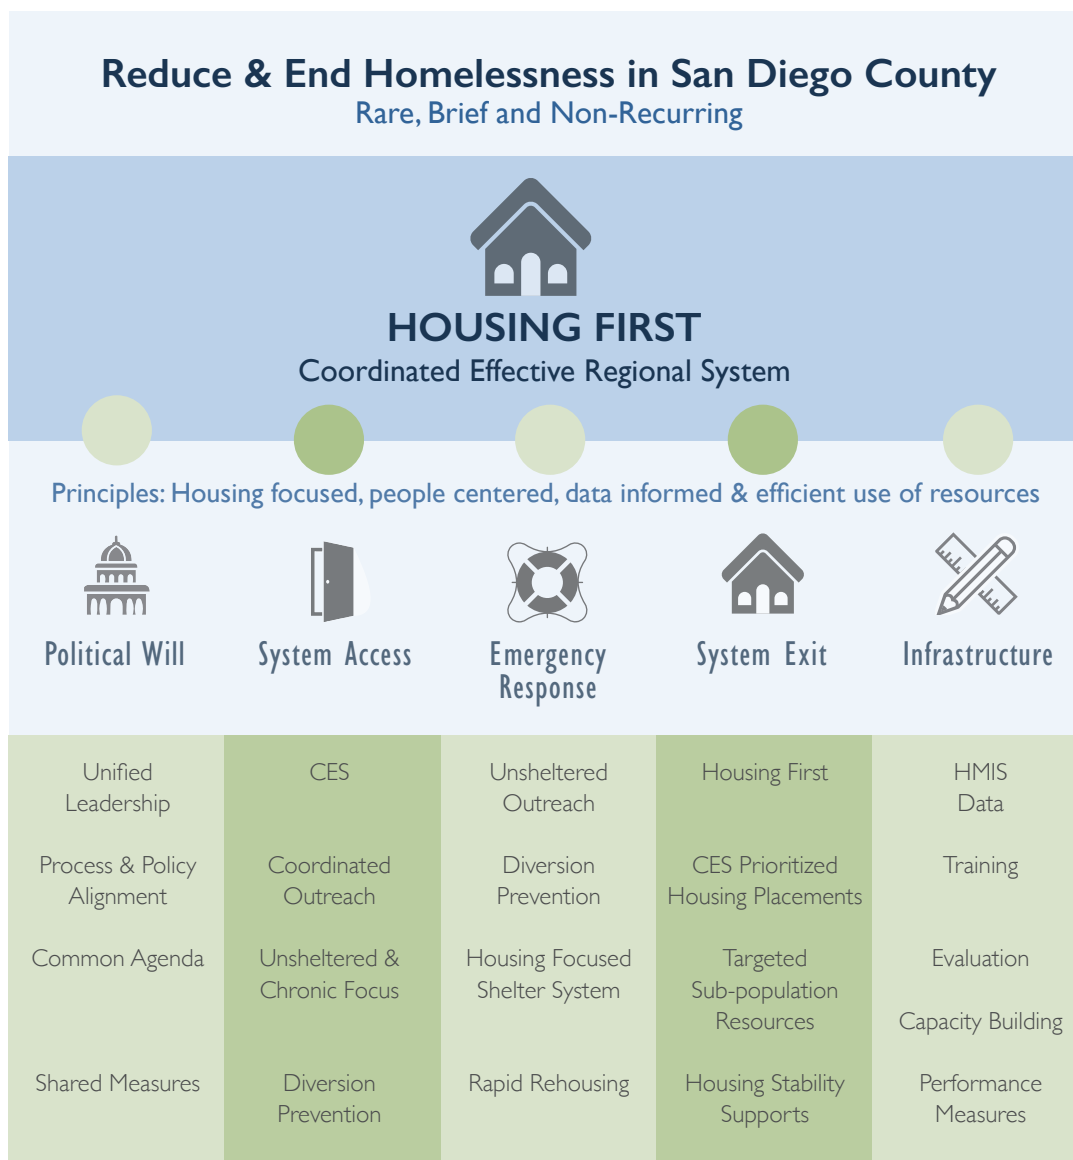 Reduce & End Homelessness in San Diego County
Rare, Brief and Non-Recurring
HOUSING FIRST
Coordinated Effective Regional System
Principles: Housing focused, people centered, data informed & efficient use of resources
Political Will
System Access
Emergency
Response
System Exit
Infrastructure
Unified
Leadership
Process & Policy
Alignment
Common Agenda
Shared Measures
CES
Coordinated
Outreach
Unsheltered &
Chronic Focus
Diversion
Prevention
Unsheltered
Outreach
Diversion
Prevention
Housing Focused
Shelter System
Rapid Rehousing
Housing First
CES Prioritized
Housing Placements
Targeted
Sub-population
Resources
Housing Stability
Supports
HMIS
Data
Training
Evaluation
Capacity Building
Performance
Measures